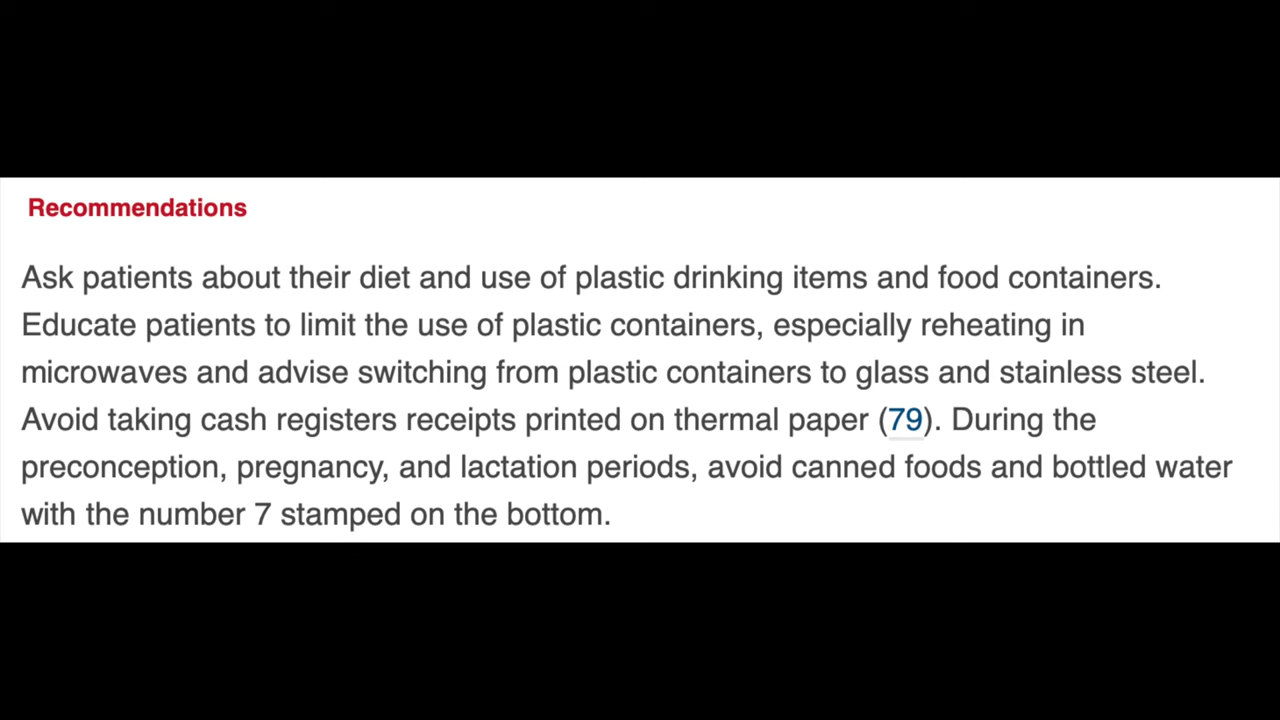 Recommendations
Ask patients about their diet and use of plastic drinking items and food containers.
Educate patients to limit the use of plastic containers, especially reheating in
microwaves and advise switching from plastic containers to glass and stainless steel.
Avoid taking cash registers receipts printed on thermal paper (79). During the
preconception, pregnancy, and lactation periods, avoid canned foods and bottled water
with the number 7 stamped on the bottom.